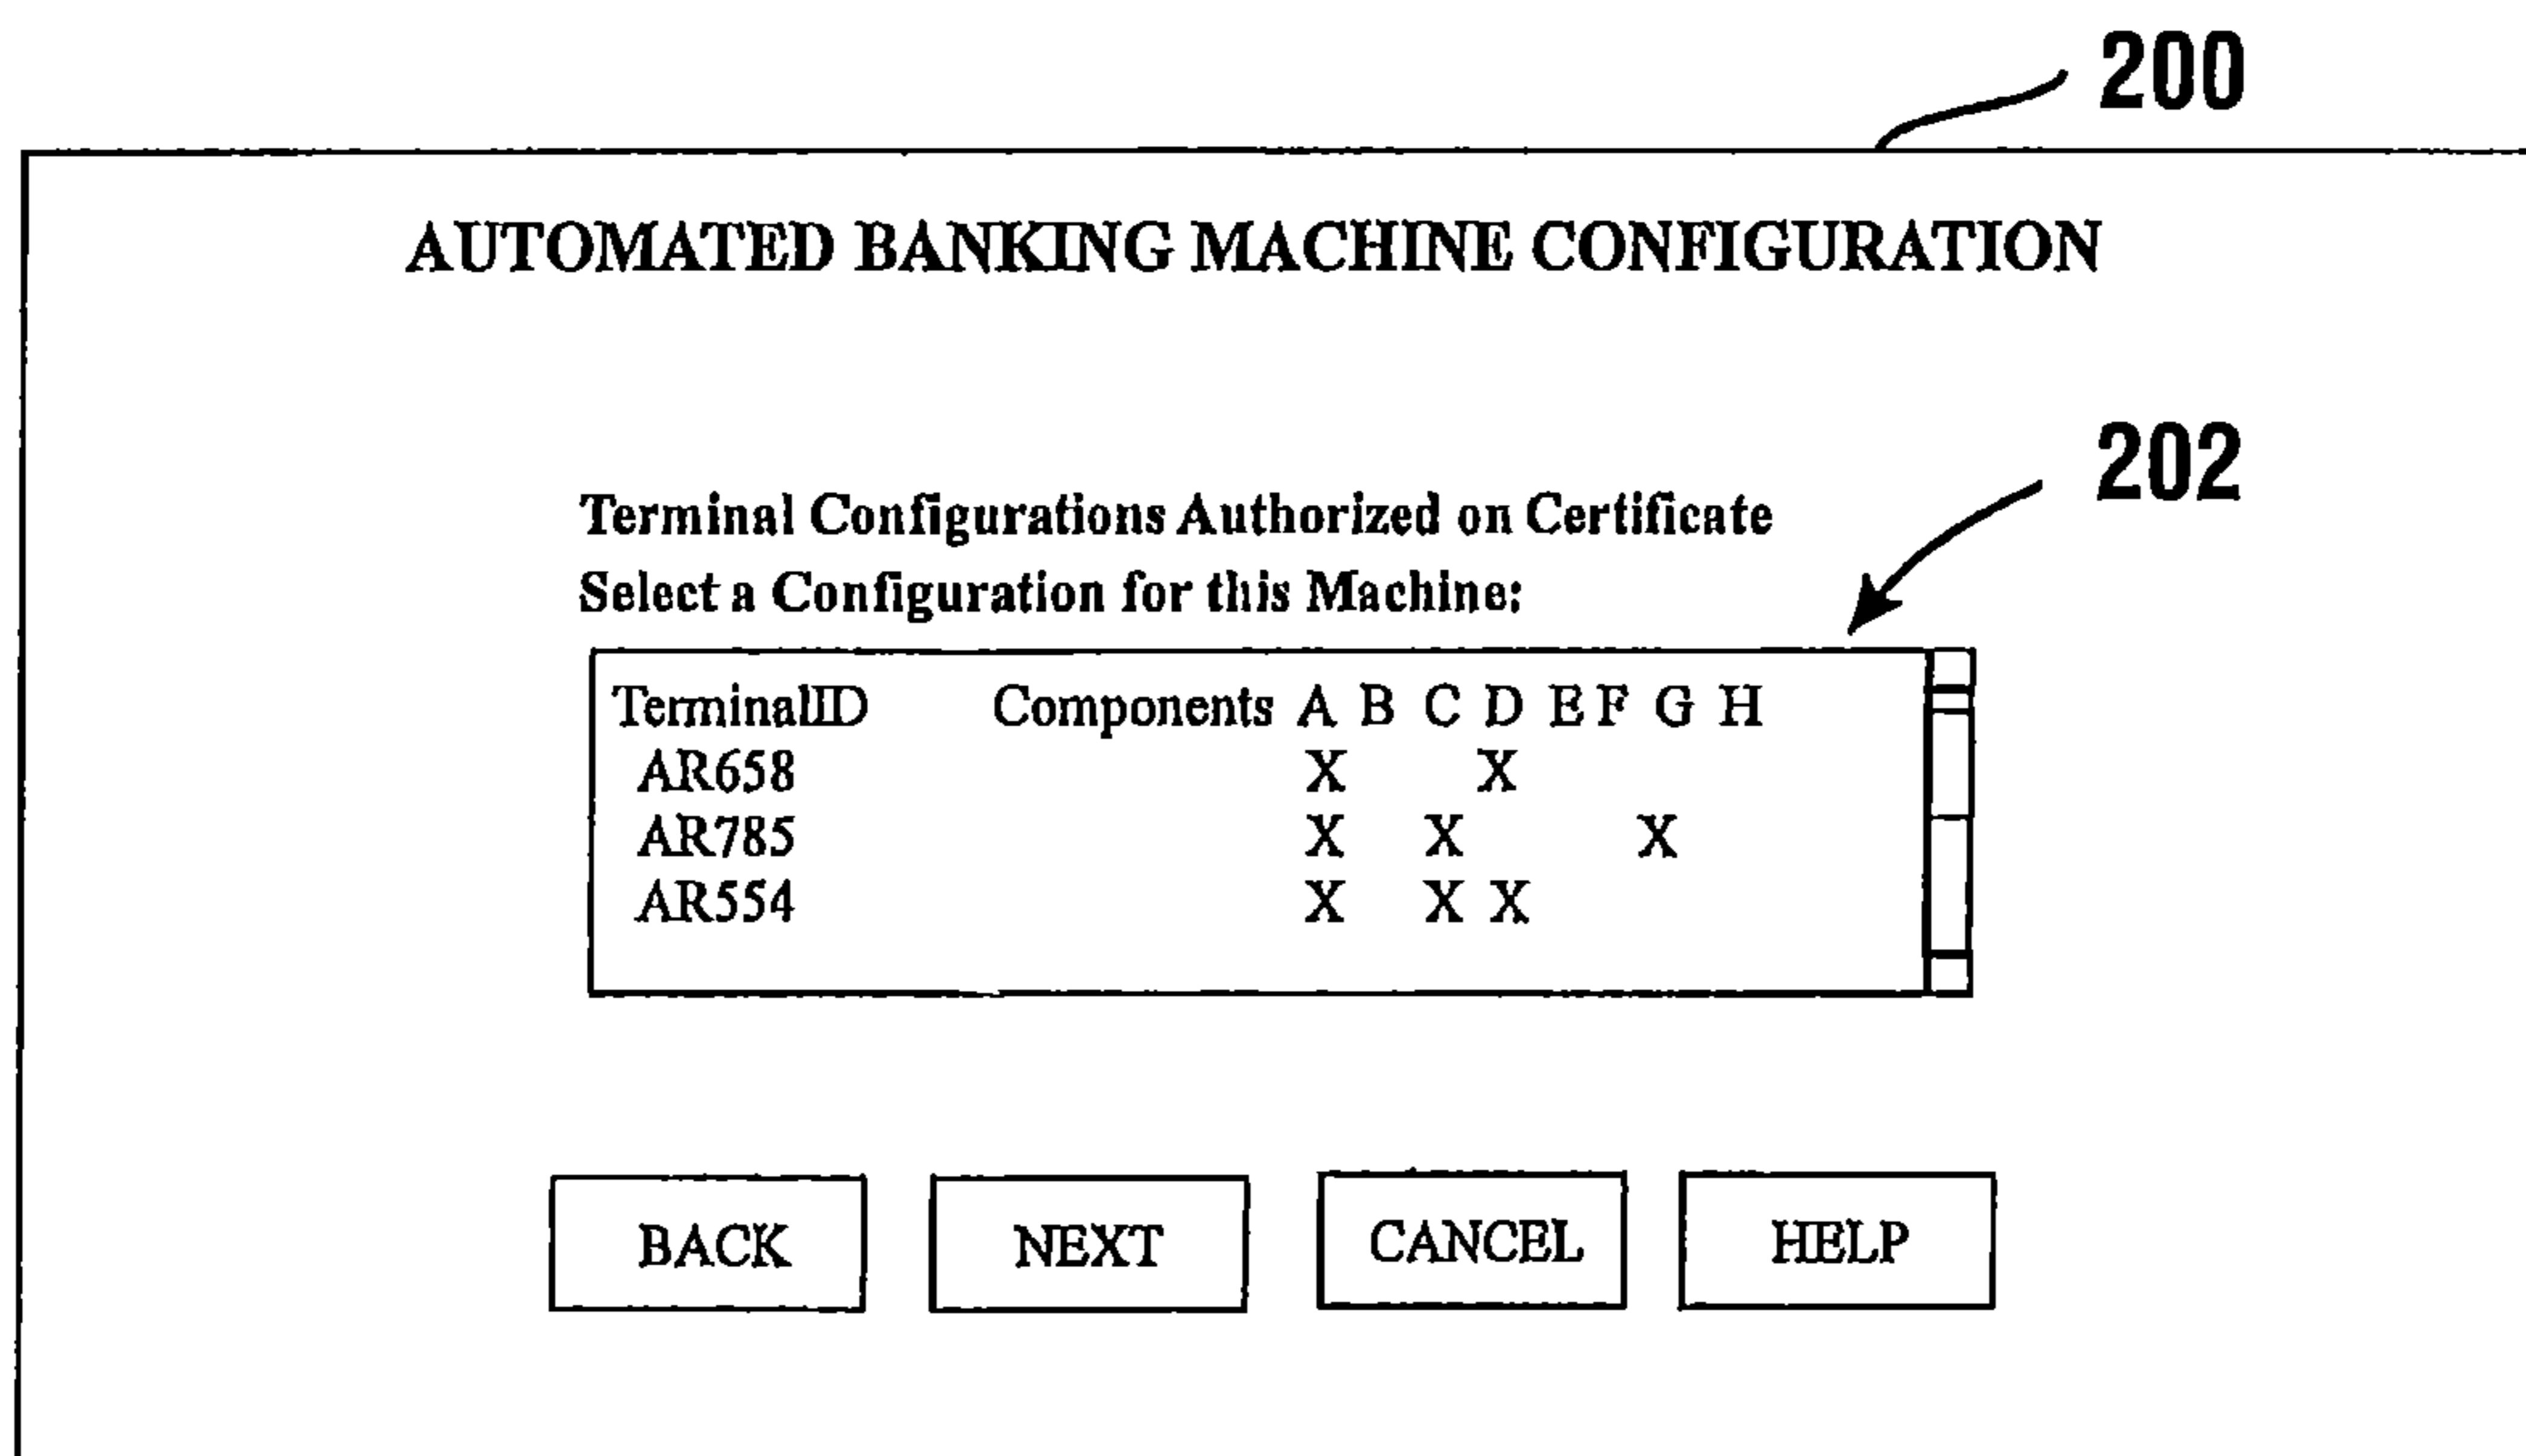 200
AUTOMATED BANKING MACHINE CONFIGURATION
202
Terminal Configurations Authorized on Certificate
Select a Configuration for this Machine:
TerminalID Components A B C D E F G H
AR658 X X
AR785 X X X
AR554 X X X
BACK NEXT CANCEL HELP